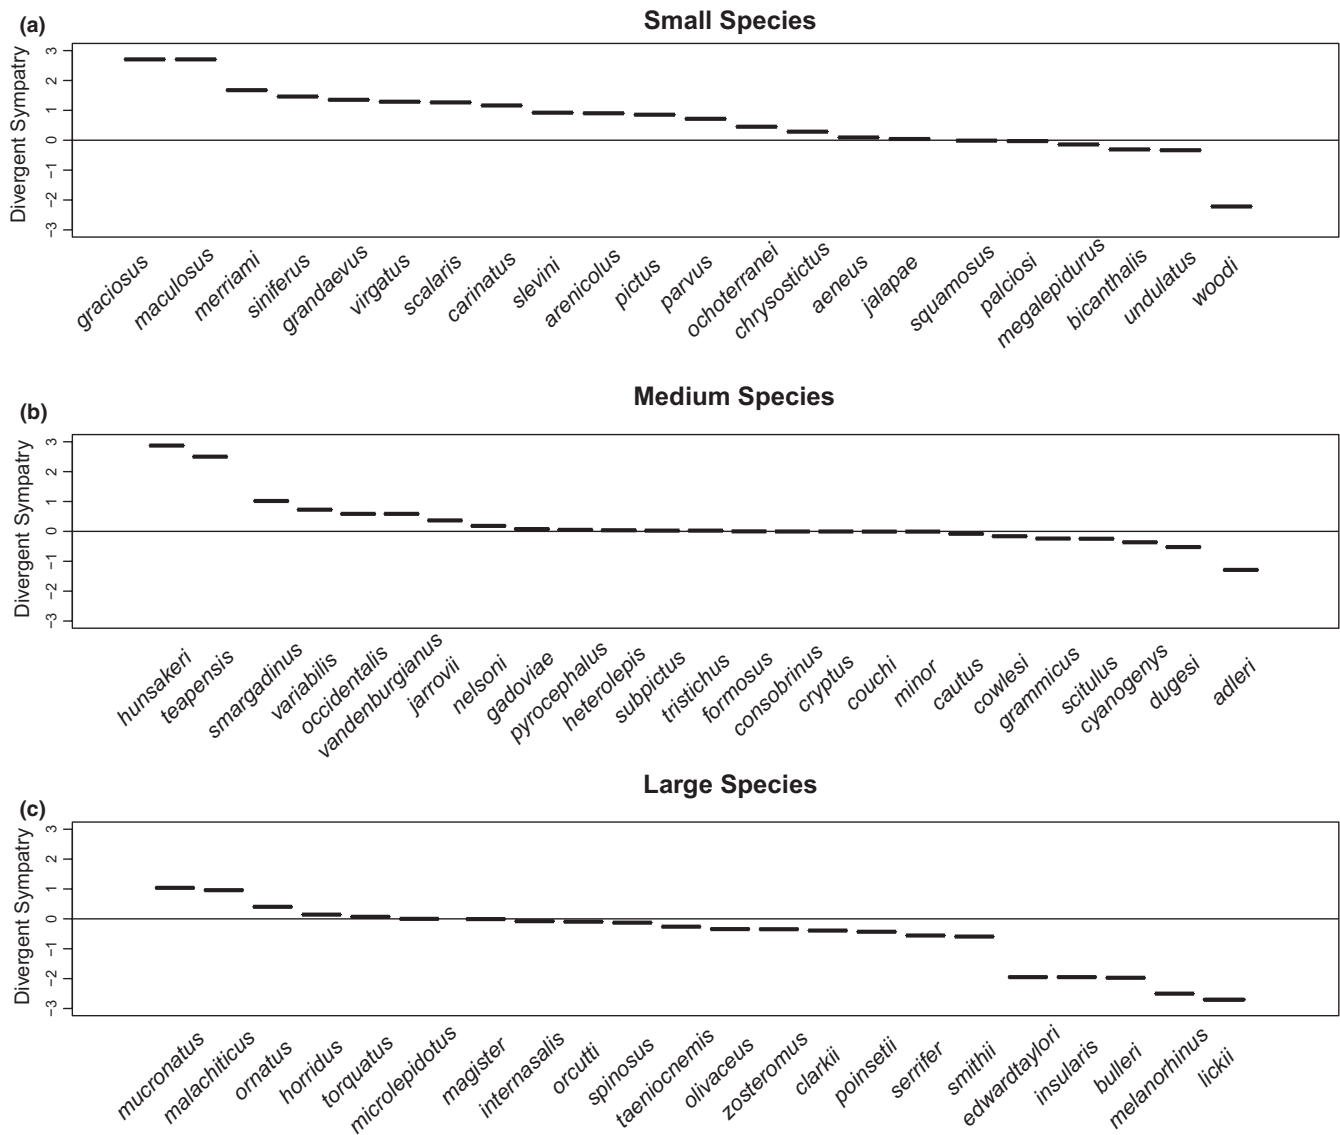 (a)
Small Species
Divergent Sympatry
3
2
1
0
−1
−2
−3
graciosus
maculosus
merriami
siniferus
grandaevus
virgatus
scalaris
carinatus
slevini
arenicolus
pictus
parvus
ochoterranei
chrysostictus
aeneus
jalapae
squamosus
palciosi
megalepidurus
bicanthalis
undulatus
woodi
(b)
Medium Species
Divergent Sympatry
3
2
1
0
−1
−2
−3
hunsakeri
teapensis
smargadinus
variabilis
occidentalis
vandenburgianus
jarrovii
nelsoni
gadoviae
pyrocephalus
heterolepis
subpictus
tristichus
formosus
consobrinus
cryptus
couchi
minor
cautus
cowlesi
grammicus
scitulus
cyanogenys
dugesi
adleri
(c)
Large Species
Divergent Sympatry
3
2
1
0
−1
−2
−3
mucronatus
malachiticus
ornatus
horridus
torquatus
microlepidotus
magister
internasalis
orcutti
spinosus
taeniocnemis
olivaceus
zosteromus
clarkii
poinsetii
serrifer
smithii
edwardtaylori
insularis
bulleri
melanorhinus
lickii